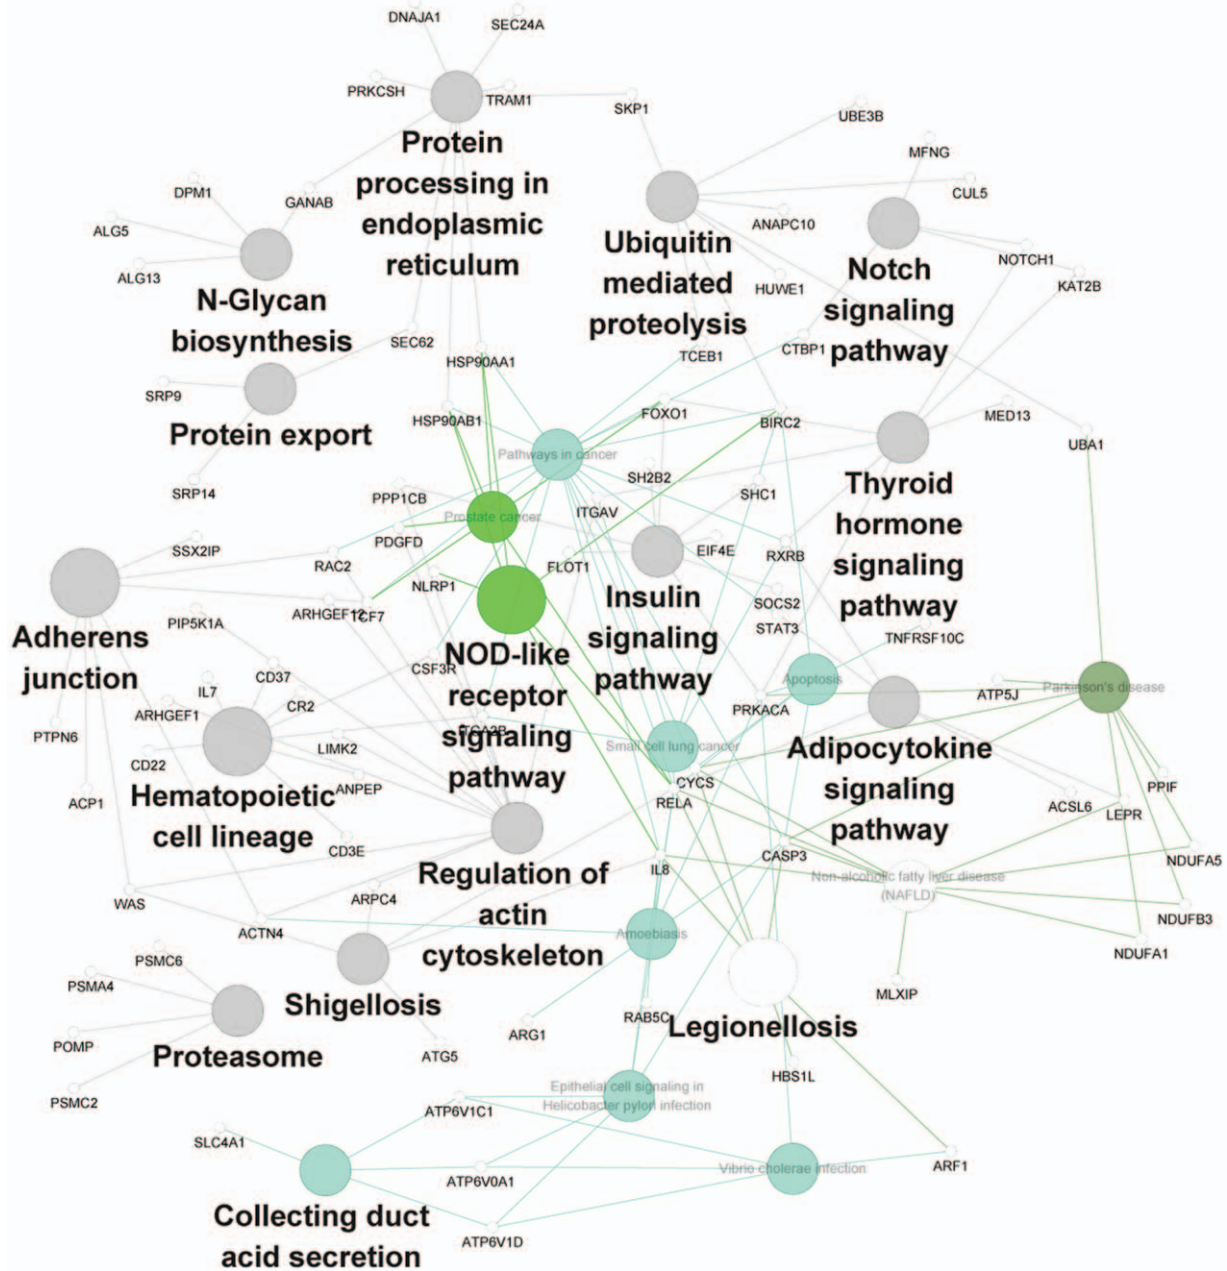 DNAJA1
SEC24A
PRKCSH
TRAM1
SKP1
UBE3B
Protein
processing in
endoplasmic
reticulum
MFNG
DPM1
GANAB
CUL5
ALG5
ANAPC10
ALG13
Ubiquitin
mediated
proteolysis
NOTCH1
HUWE1
KAT2B
Notch
signaling
pathway
N-Glycan
biosynthesis
SEC62
HSP90AA1
TCEB1
CTBP1
SRP9
HSP90AB1
FOXO1
BIRC2
MED13
UBA1
Protein export
Pathways in cancer
SH2B2
SRP14
PPP1CB
SHC1
Thyroid
hormone
signaling
pathway
Prostate cancer
ITGAV
PDGFD
EIF4E
RXRB
SSX2IP
RAC2
FLOT1
NLRP1
Insulin
signaling
pathway
SOCS2
ARHGEF12
TCF7
PIP5K1A
STAT3
TNFRSF10C
Adherens
junction
NOD-like
receptor
signaling
pathway
CSF3R
CD37
IL7
CR2
Apoptosis
ATP5J
Parkinson's disease
ARHGEF1
PRKACA
PTPN6
LIMK2
ITGA2B
Small cell lung cancer
Adipocytokine
signaling
pathway
CD22
CYCS
ANPEP
ACP1
RELA
ACSL6
LEPR
PPIF
Hematopoietic
cell lineage
CD3E
CASP3
NDUFA5
IL8
Non-alcoholic fatty liver disease
(NAFLD)
Regulation of
actin
cytoskeleton
ARPC4
WAS
NDUFB3
ACTN4
Amoebiasis
NDUFA1
PSMC6
MLXIP
PSMA4
Shigellosis
RAB5C
Legionellosis
ARG1
POMP
Proteasome
ATG5
HBS1L
PSMC2
Epithelial cell signaling in
Helicobacter pylori infection
ATP6V1C1
SLC4A1
ARF1
Vibrio cholerae infection
ATP6V0A1
Collecting duct
acid secretion
ATP6V1D